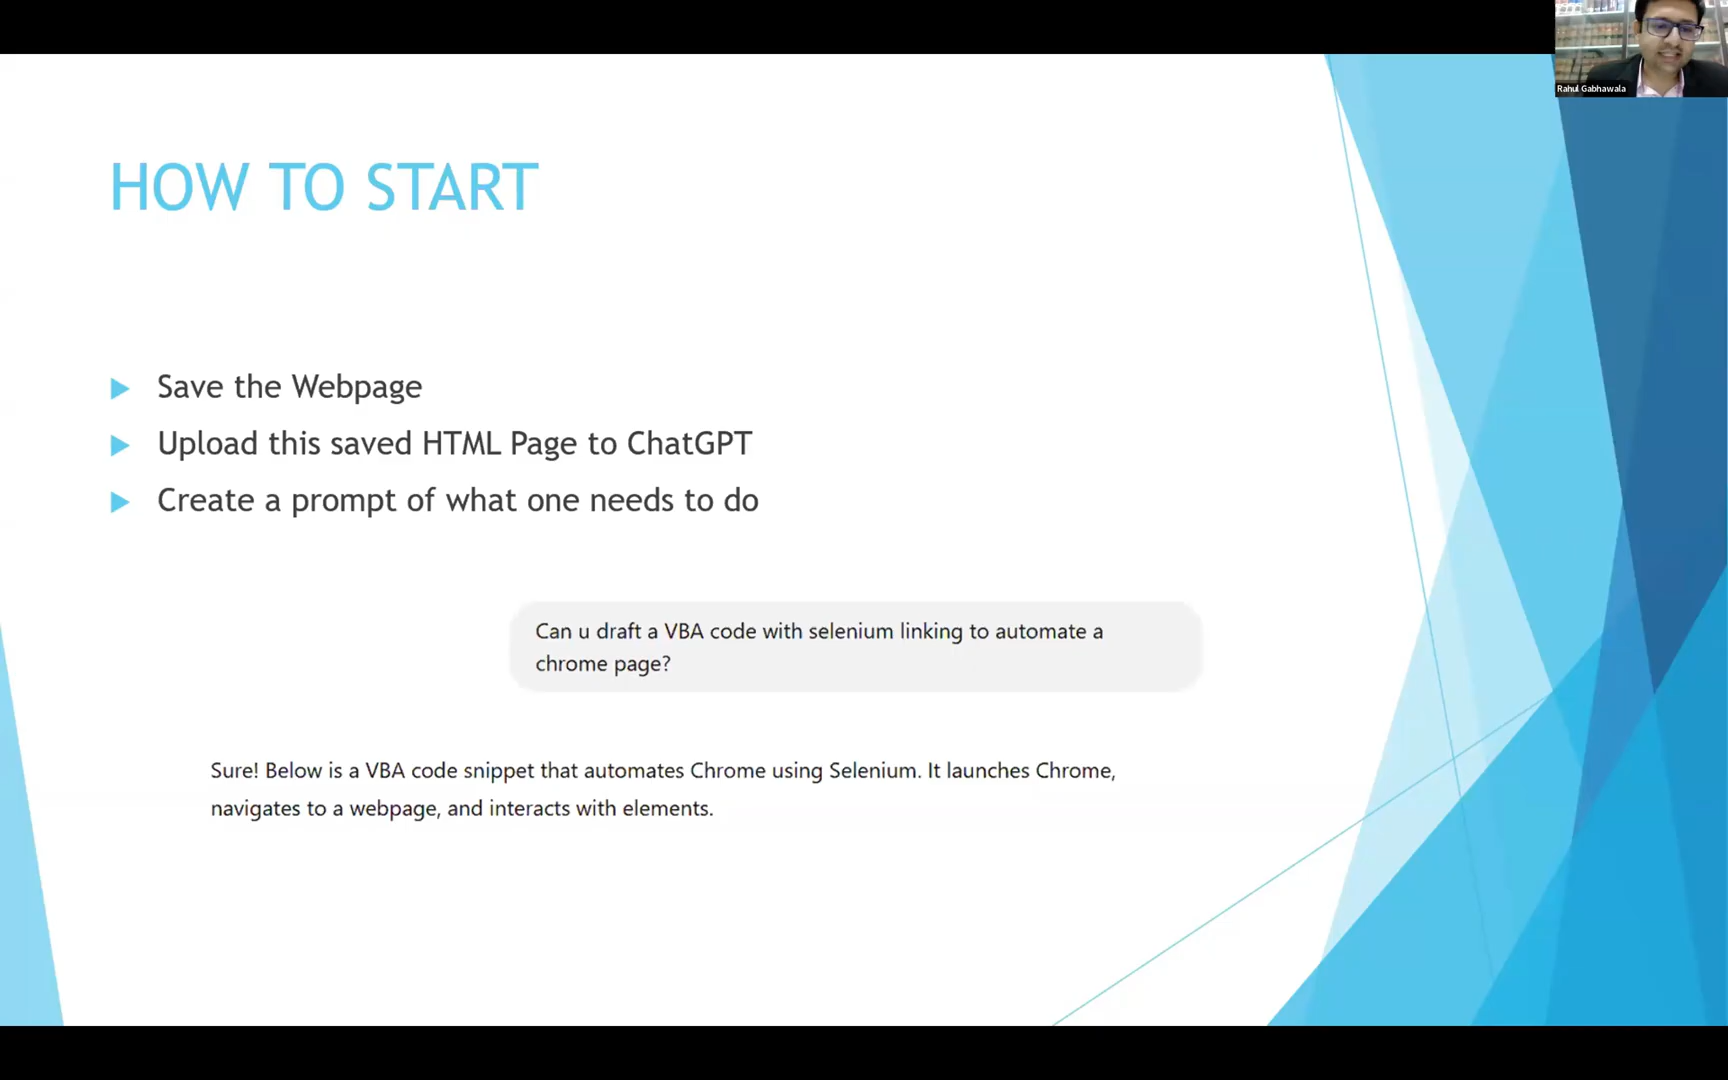 Rahul Gabhawala
HOW TO START
Save the Webpage
Upload this saved HTML Page to ChatGPT
Create a prompt of what one needs to do
Can u draft a VBA code with selenium linking to automate a
chrome page?
Sure! Below is a VBA code snippet that automates Chrome using Selenium. It launches Chrome,
navigates to a webpage, and interacts with elements.